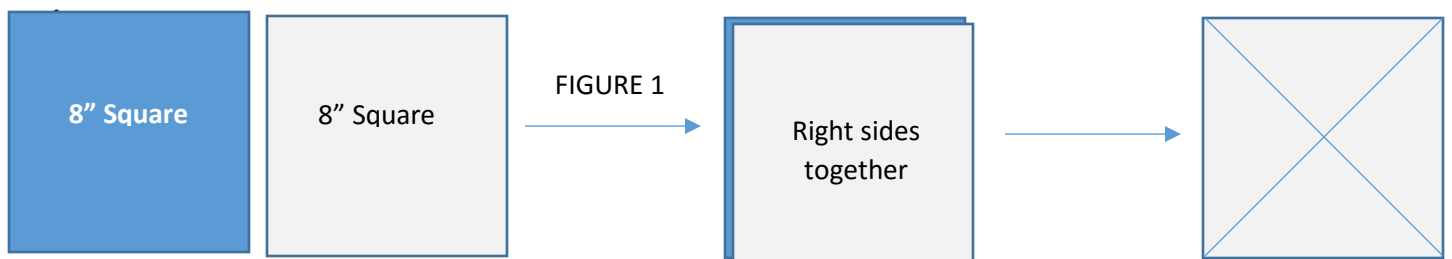 8” Square
8” Square
FIGURE 1
Right sides
together